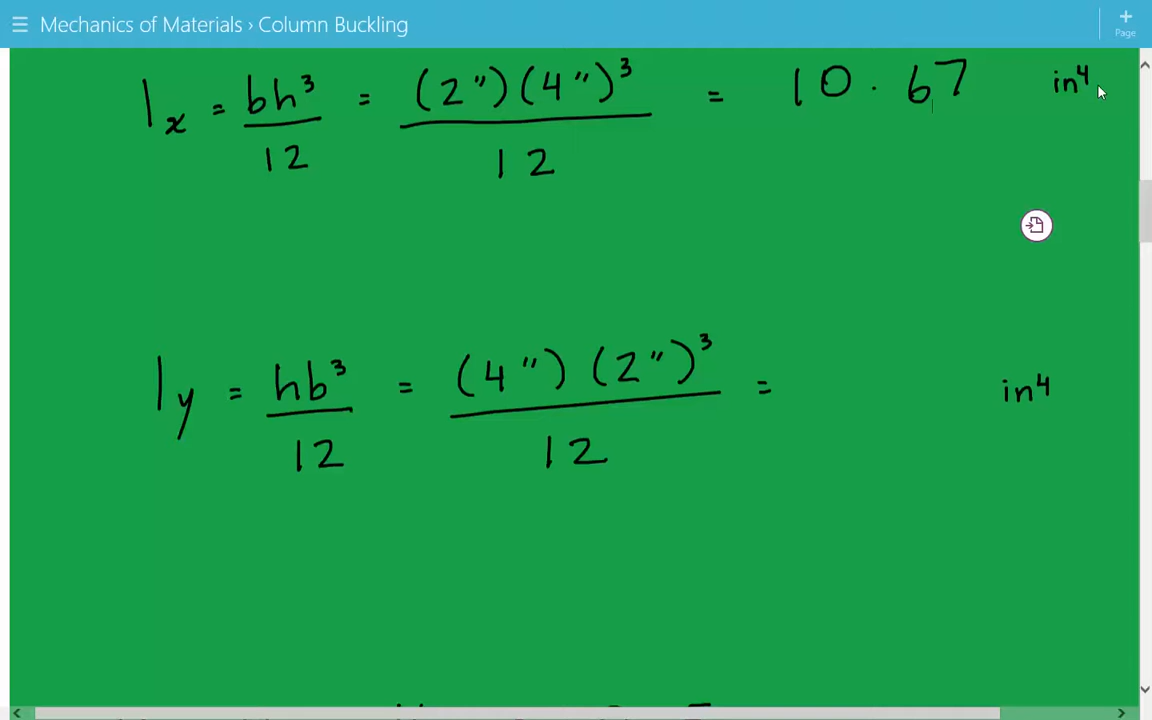 Mechanics of Materials › Column Buckling
Page
Ix = bh³/12 = (2")(4")³/12 = 10.67 in⁴
Iy = hb³/12 = (4")(2")³/12 = in⁴